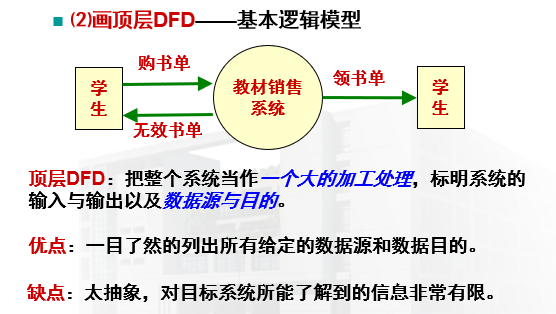 ⑵画顶层DFD——基本逻辑模型
学生
购书单
无效书单
教材销售
系统
领书单
学生
顶层DFD：把整个系统当作一个大的加工处理，标明系统的
输入与输出以及数据源与目的。
优点：一目了然的列出所有给定的数据源和数据目的。
缺点：太抽象，对目标系统所能了解到的信息非常有限。